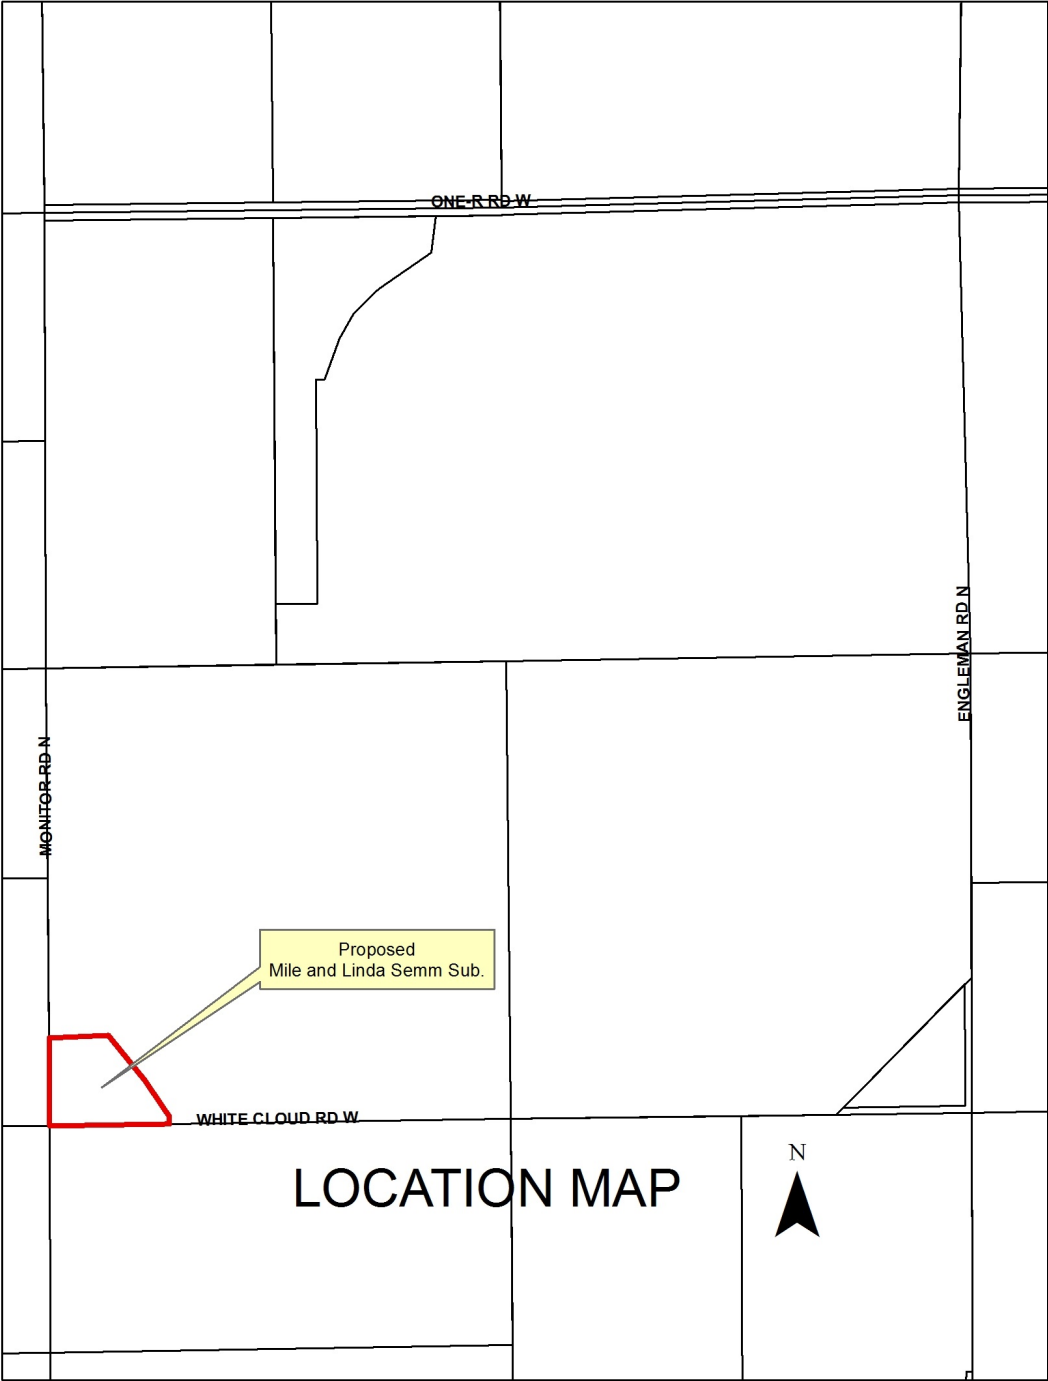 ONE-R RD W
ENGLEMAN RD N
MONITOR RD N
Proposed
Mile and Linda Semm Sub.
WHITE CLOUD RD W
LOCATION MAP
N